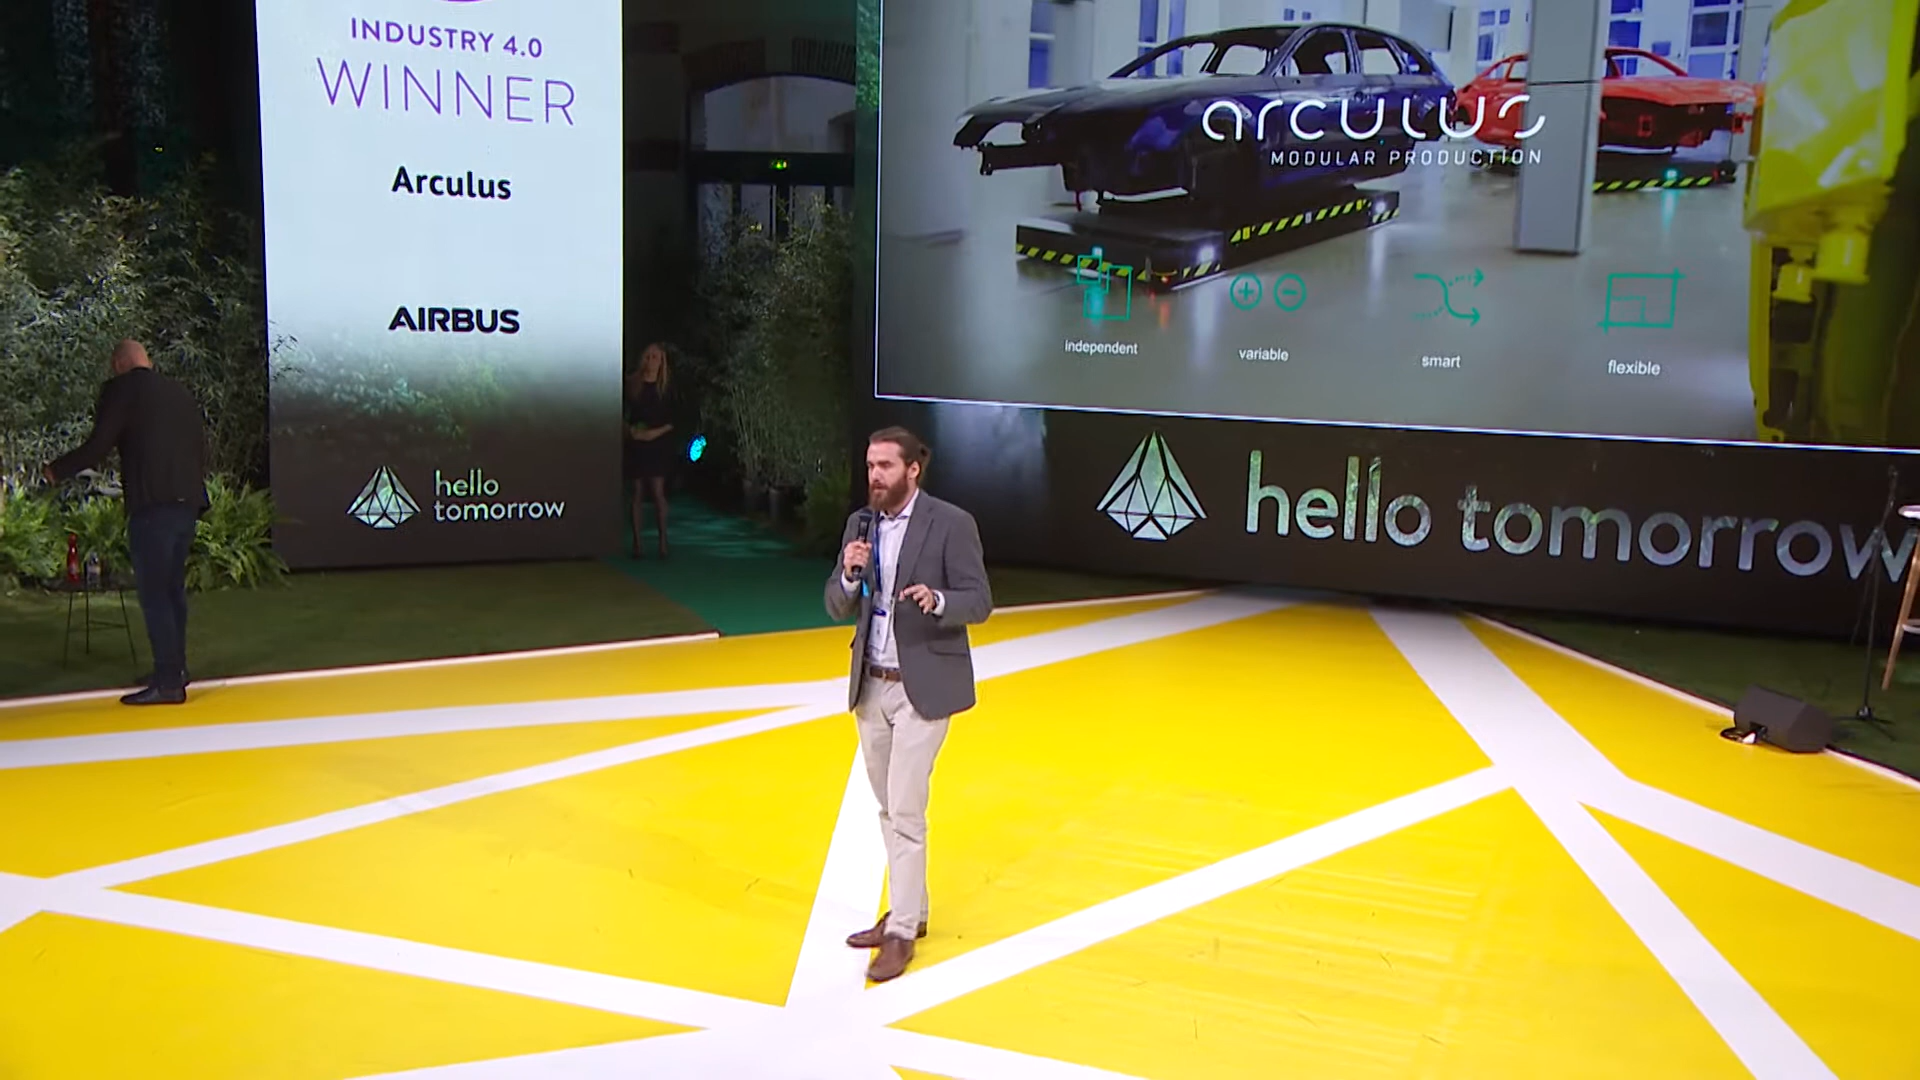 INDUSTRY 4.0
WINNER
Arculus
AIRBUS
hello
tomorrow
arculus
MODULAR PRODUCTION
independent
variable
smart
flexible
hello tomorrow